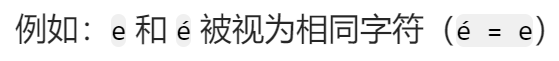 例如：e 和 é 被视为相同字符（é = e）